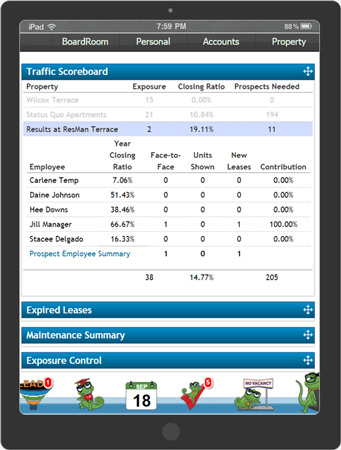 iPad 7:59 PM 88%
BoardRoom Personal Accounts Property
Traffic Scoreboard
Property Exposure Closing Ratio Prospects Needed
Wilcox Terrace 15 0.00% 0
Status Quo Apartments 21 10.84% 194
Results at ResMan Terrace 2 19.11% 11
Year
Closing Face-to- Units New
Employee Ratio Face Shown Leases Contribution
Carlene Temp 7.06% 0 0 0 0.00%
Daine Johnson 51.43% 0 0 0 0.00%
Hee Downs 38.46% 0 0 0 0.00%
Jill Manager 66.67% 1 0 1 100.00%
Stacee Delgado 16.33% 0 0 0 0.00%
Prospect Employee Summary 1 0 1
38 14.77% 205
Expired Leases
Maintenance Summary
Exposure Control
LEAD 1
SEP
18
5
NO VACANCY